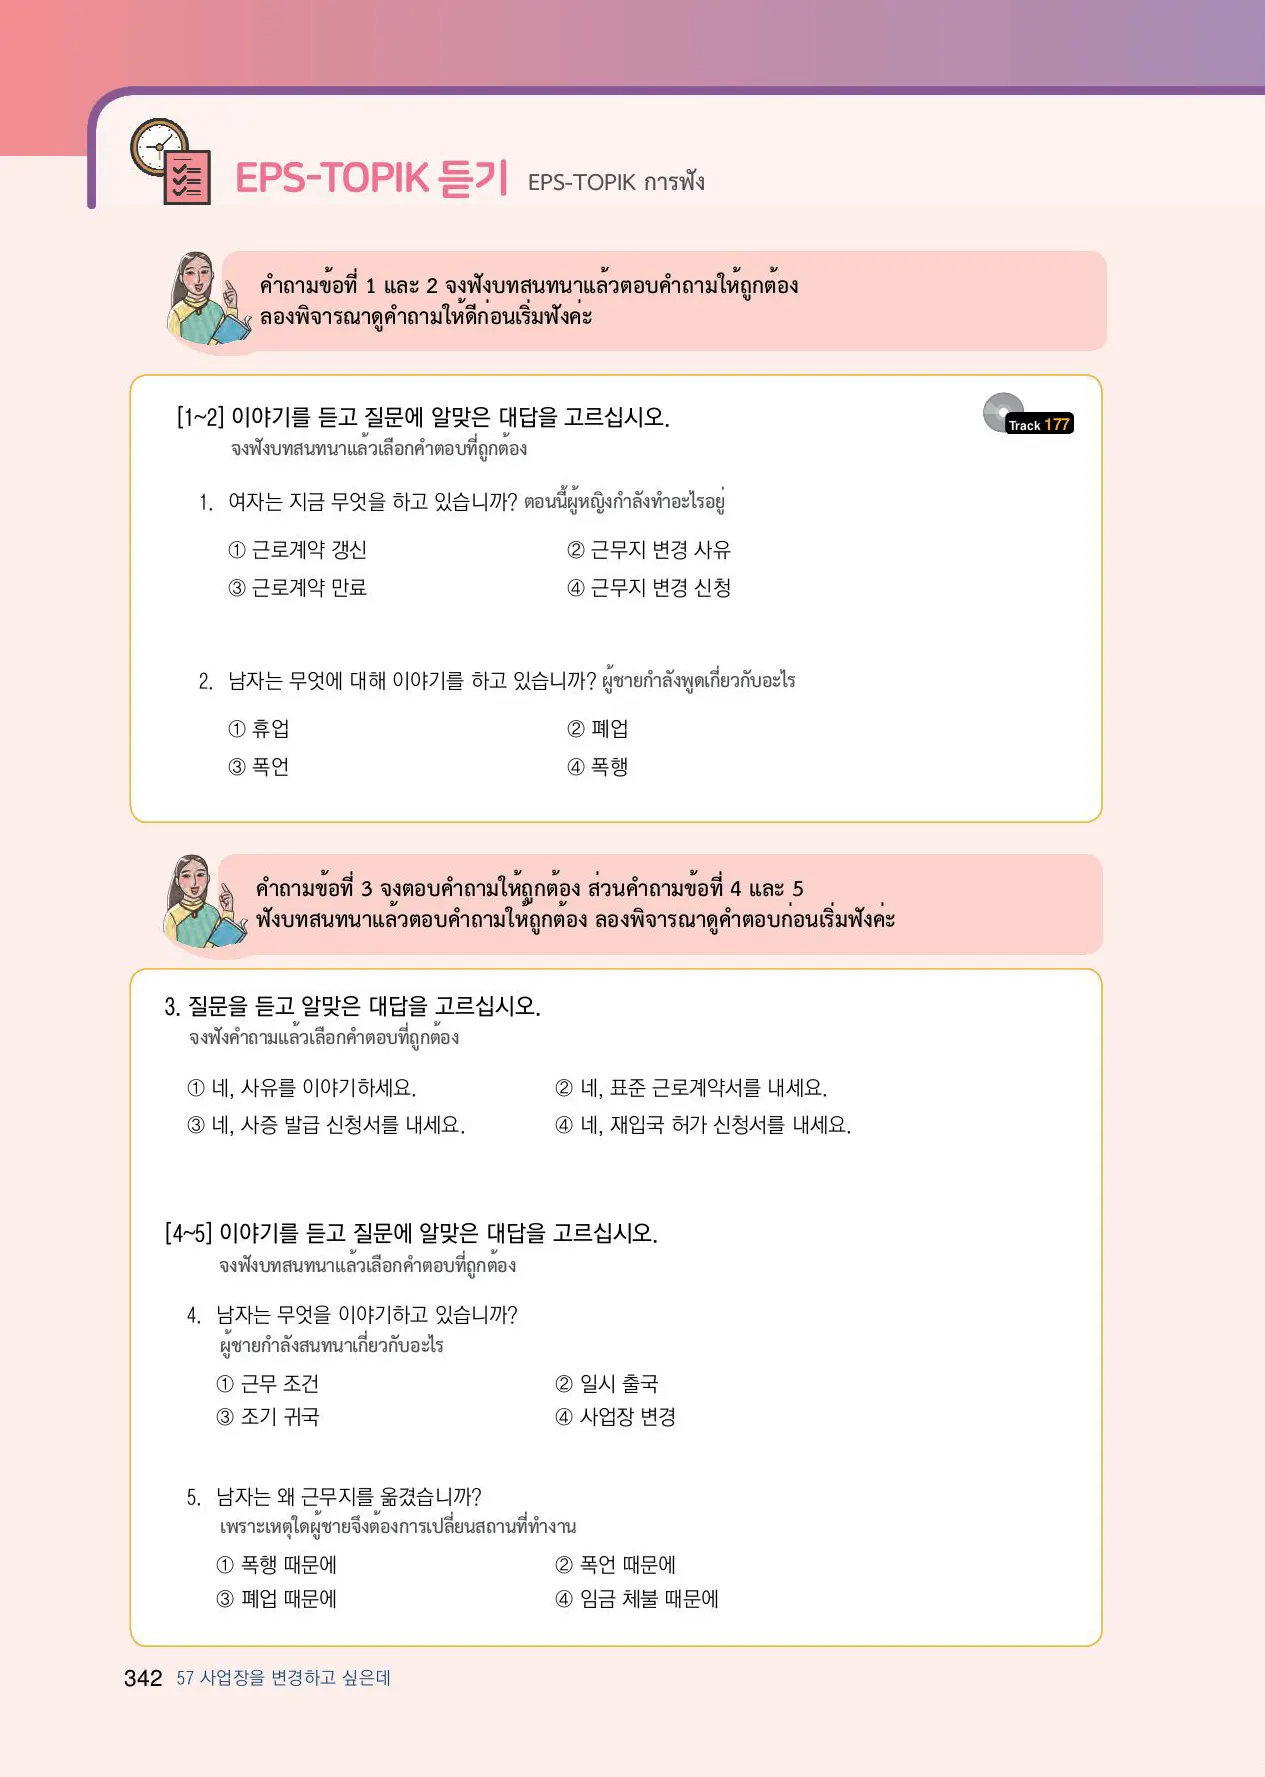 EPS-TOPIK 듣기 EPS-TOPIK การฟัง
คำถามข้อที่ 1 และ 2 จงฟังบทสนทนาแล้วตอบคำถามให้ถูกต้อง
ลองพิจารณาดูคำถามให้ดีก่อนเริ่มฟังค่ะ
[1~2] 이야기를 듣고 질문에 알맞은 대답을 고르십시오.
Track 177
จงฟังบทสนทนาแล้วเลือกคำตอบที่ถูกต้อง
1. 여자는 지금 무엇을 하고 있습니까? ตอนนี้ผู้หญิงกำลังทำอะไรอยู่
① 근로계약 갱신 ② 근무지 변경 사유
③ 근로계약 만료 ④ 근무지 변경 신청
2. 남자는 무엇에 대해 이야기를 하고 있습니까? ผู้ชายกำลังพูดเกี่ยวกับอะไร
① 휴업 ② 폐업
③ 폭언 ④ 폭행
คำถามข้อที่ 3 จงตอบคำถามให้ถูกต้อง ส่วนคำถามข้อที่ 4 และ 5
ฟังบทสนทนาแล้วตอบคำถามให้ถูกต้อง ลองพิจารณาดูคำตอบก่อนเริ่มฟังค่ะ
3. 질문을 듣고 알맞은 대답을 고르십시오.
จงฟังคำถามแล้วเลือกคำตอบที่ถูกต้อง
① 네, 사유를 이야기하세요. ② 네, 표준 근로계약서를 내세요.
③ 네, 사증 발급 신청서를 내세요. ④ 네, 재입국 허가 신청서를 내세요.
[4~5] 이야기를 듣고 질문에 알맞은 대답을 고르십시오.
จงฟังบทสนทนาแล้วเลือกคำตอบที่ถูกต้อง
4. 남자는 무엇을 이야기하고 있습니까?
ผู้ชายกำลังสนทนาเกี่ยวกับอะไร
① 근무 조건 ② 일시 출국
③ 조기 귀국 ④ 사업장 변경
5. 남자는 왜 근무지를 옮겼습니까?
เพราะเหตุใดผู้ชายจึงต้องการเปลี่ยนสถานที่ทำงาน
① 폭행 때문에 ② 폭언 때문에
③ 폐업 때문에 ④ 임금 체불 때문에
342 57 사업장을 변경하고 싶은데